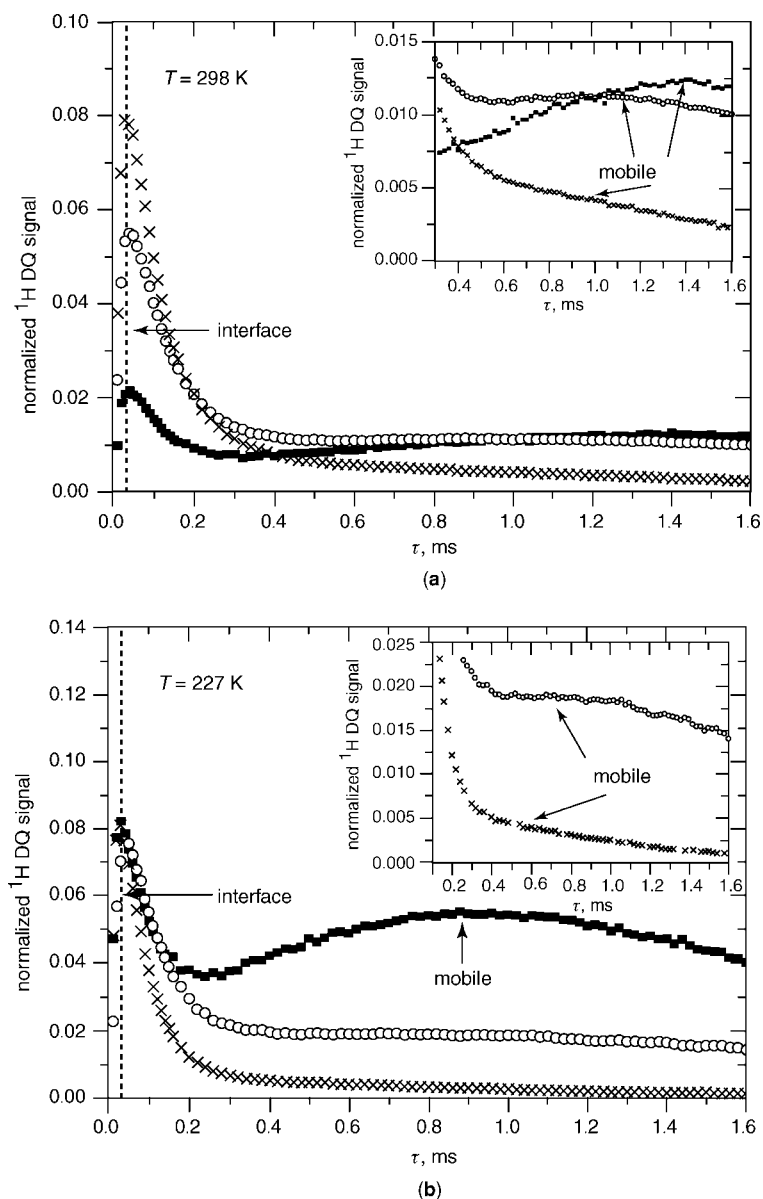 0.10
0.08
0.06
0.04
0.02
0.00
normalized ¹H DQ signal
T = 298 K
interface
0.0 0.2 0.4 0.6 0.8 1.0 1.2 1.4 1.6
τ, ms
0.015
0.010
0.005
0.000
normalized ¹H DQ signal
mobile
0.4 0.6 0.8 1.0 1.2 1.4 1.6
τ, ms
(a)
0.14
0.12
0.10
0.08
0.06
0.04
0.02
0.00
normalized ¹H DQ signal
T = 227 K
interface
mobile
0.0 0.2 0.4 0.6 0.8 1.0 1.2 1.4 1.6
τ, ms
0.025
0.020
0.015
0.010
0.005
0.000
normalized ¹H DQ signal
mobile
0.2 0.4 0.6 0.8 1.0 1.2 1.4 1.6
τ, ms
(b)